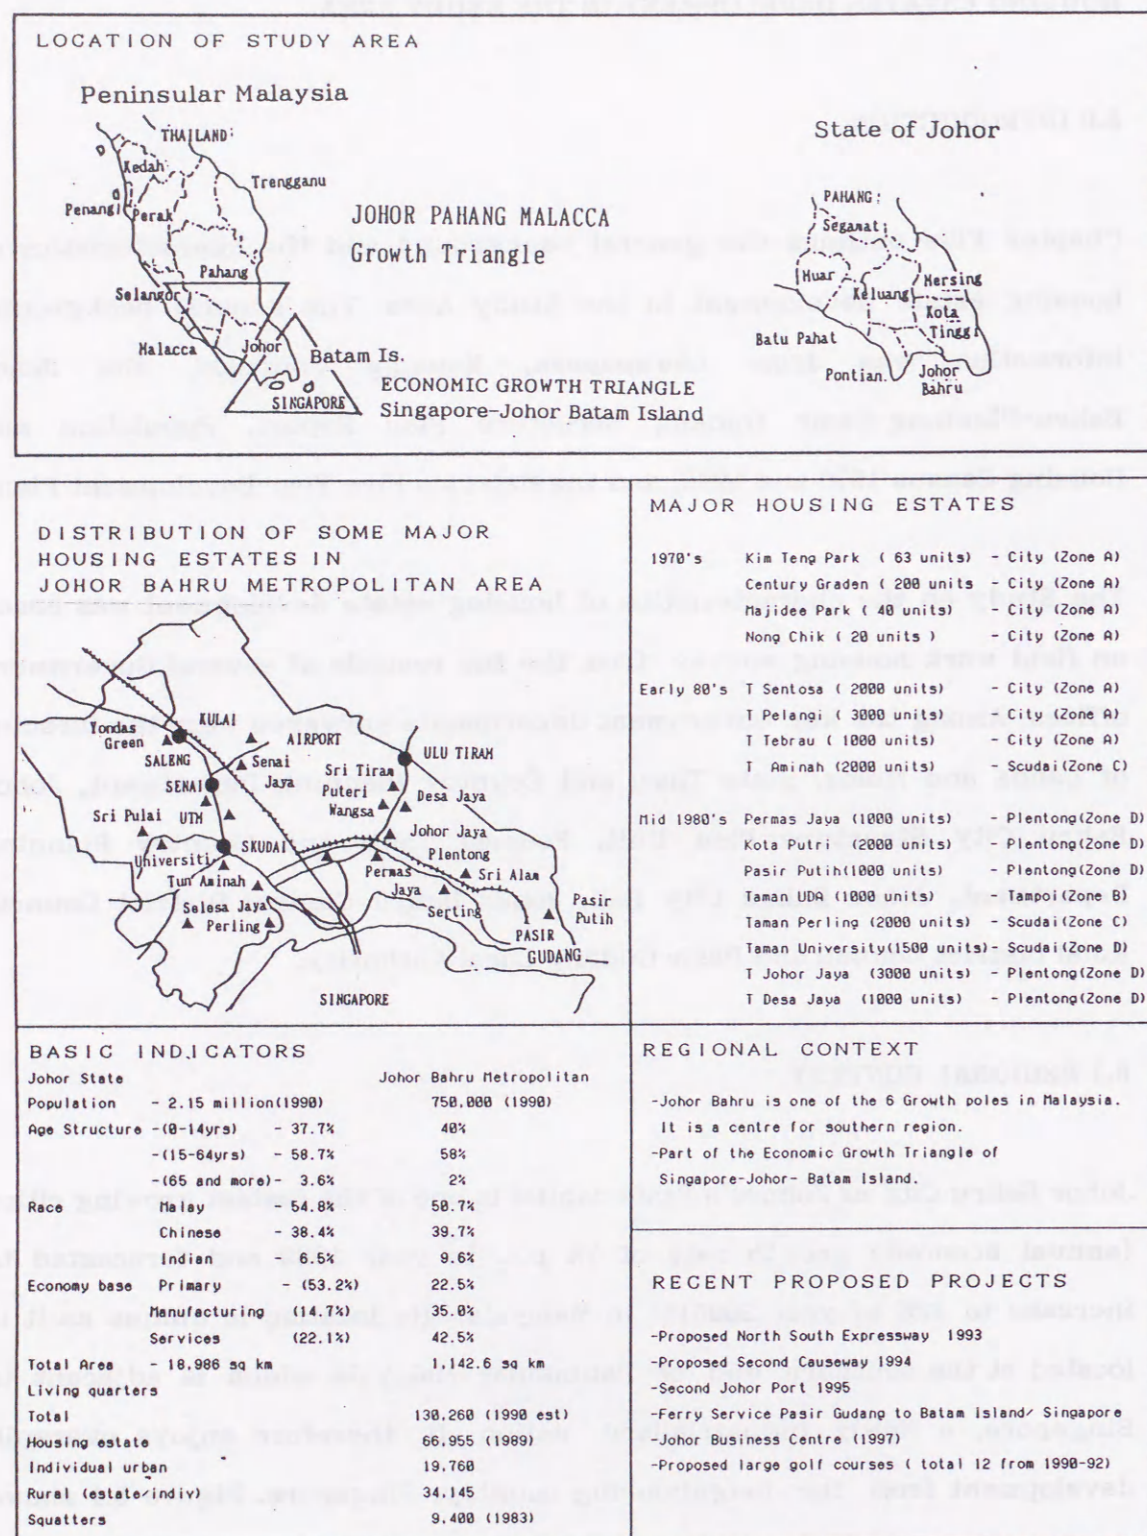 LOCATION OF STUDY AREA
Peninsular Malaysia
THAILAND
Kedah
Trengganu
Penang
Perak
Pahang
Selangor
Malacca
Johor
SINGAPORE
JOHOR PAHANG MALACCA
Growth Triangle
Batam Is.
ECONOMIC GROWTH TRIANGLE
Singapore-Johor Batam Island
State of Johor
PAHANG
Segamat
Muar
Mersing
Keluang
Kota
Tinggi
Batu Pahat
Pontian
Johor
Bahru
DISTRIBUTION OF SOME MAJOR
HOUSING ESTATES IN
JOHOR BAHRU METROPOLITAN AREA
KULAI
Green
AIRPORT
ULU TIRAM
SALENG
Senai
Jaya
Sri Tiram
SENAI
Puteri
Wangsa
Desa Jaya
Sri Pulai
UTM
Johor Jaya
SKUDAI
Universiti
Plentong
Tun Aminah
Permas
Jaya
Sri Alam
Selesa Jaya
Serting
Pasir
Putih
Perling
PASIR
GUDANG
SINGAPORE
MAJOR HOUSING ESTATES
1970's Kim Teng Park ( 63 units) - City (Zone A)
Century Graden ( 200 units - City (Zone A)
Majidee Park ( 40 units) - City (Zone A)
Nong Chik ( 20 units ) - City (Zone A)
Early 80's T Sentosa ( 2000 units) - City (Zone A)
T Pelangi ( 3000 units) - City (Zone A)
T Tebrau ( 1000 units) - City (Zone A)
T Aminah (2000 units) - Scudai(Zone C)
Mid 1980's Permas Jaya (1000 units) - Plentong(Zone D)
Kota Putri (2000 units) - Plentong(Zone D)
Pasir Putih(1000 units) - Plentong(Zone D)
Taman UDA (1000 units) - Scudai(Zone C)
Taman Perling (2000 units) - Scudai(Zone C)
Taman University(1500 units)- Scudai(Zone D)
T Johor Jaya (3000 units) - Plentong(Zone D)
T Desa Jaya (1000 units) - Plentong(Zone D)
BASIC INDICATORS
Johor State Johor Bahru Metropolitan
Population - 2.15 million(1990) 750,000 (1990)
Age Structure -(0-14yrs) - 37.7% 40%
-(15-64yrs) - 58.7% 58%
-(65 and more)- 3.6% 2%
Race Malay - 54.8% 50.7%
Chinese - 38.4% 39.7%
Indian - 6.4% 9.6%
Economy base Primary - (53.2%) 22.5%
Manufacturing (14.7%) 35.0%
Services (22.1%) 42.5%
Total Area - 18,986 sq km 1,142.6 sq km
Living quarters
Total 130,260 (1990 est)
Housing estate 66,955 (1989)
Individual urban 19,760
Rural (estate/indiv) 34,145
Squatters 9,400 (1983)
REGIONAL CONTEXT
-Johor Bahru is one of the 6 Growth poles in Malaysia.
It is a centre for southern region.
-Part of the Economic Growth Triangle of
Singapore-Johor- Batam Island.
RECENT PROPOSED PROJECTS
-Proposed North South Expressway 1993
-Proposed Second Causeway 1994
-Second Johor Port 1995
-Ferry Service Pasir Gudang to Batam Island/ Singapore
-Johor Business Centre (1997)
-Proposed large golf courses ( total 12 from 1990-92)